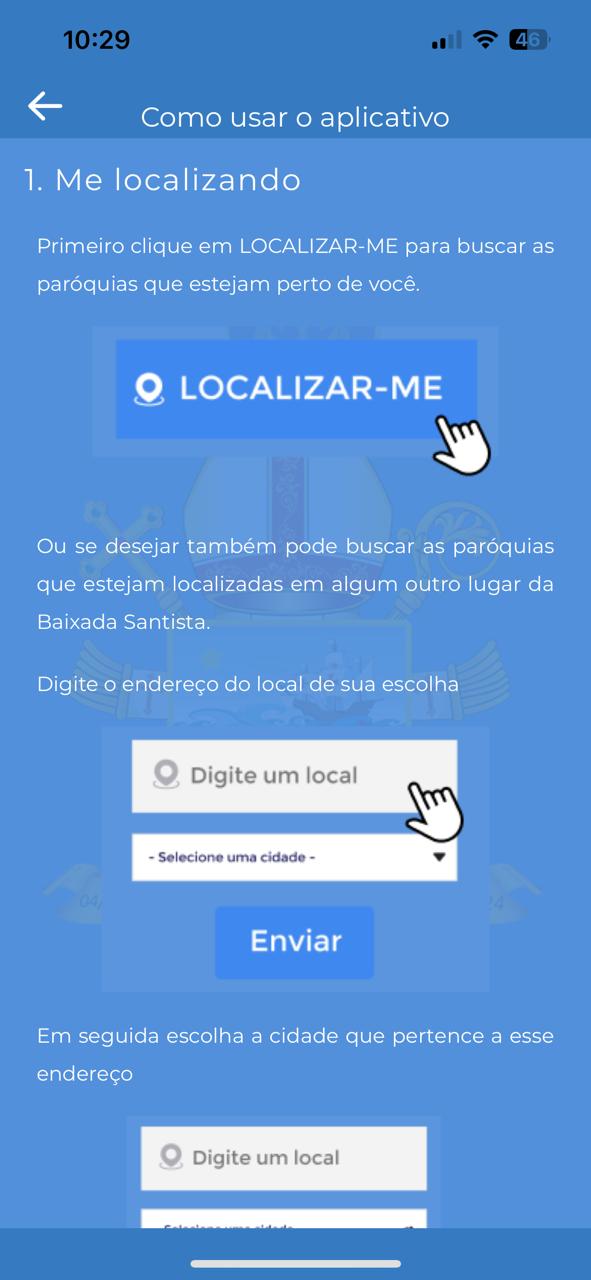 10:29
46
Como usar o aplicativo
1. Me localizando
Primeiro clique em LOCALIZAR-ME para buscar as
paróquias que estejam perto de você.
LOCALIZAR-ME
Ou se desejar também pode buscar as paróquias
que estejam localizadas em algum outro lugar da
Baixada Santista.
Digite o endereço do local de sua escolha
Digite um local
- Selecione uma cidade -
04/
24
Enviar
Em seguida escolha a cidade que pertence a esse
endereço
Digite um local